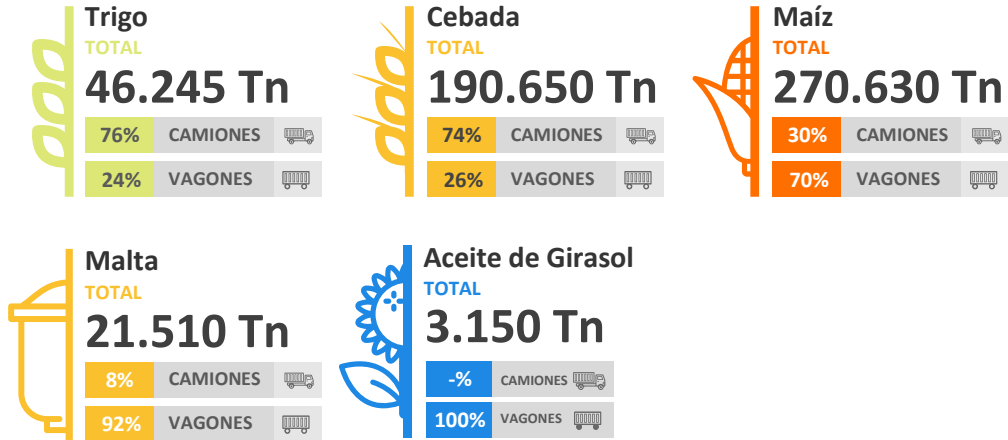 Trigo
TOTAL
46.245 Tn
76% CAMIONES
24% VAGONES
Cebada
TOTAL
190.650 Tn
74% CAMIONES
26% VAGONES
Maíz
TOTAL
270.630 Tn
30% CAMIONES
70% VAGONES
Malta
TOTAL
21.510 Tn
8% CAMIONES
92% VAGONES
Aceite de Girasol
TOTAL
3.150 Tn
-% CAMIONES
100% VAGONES